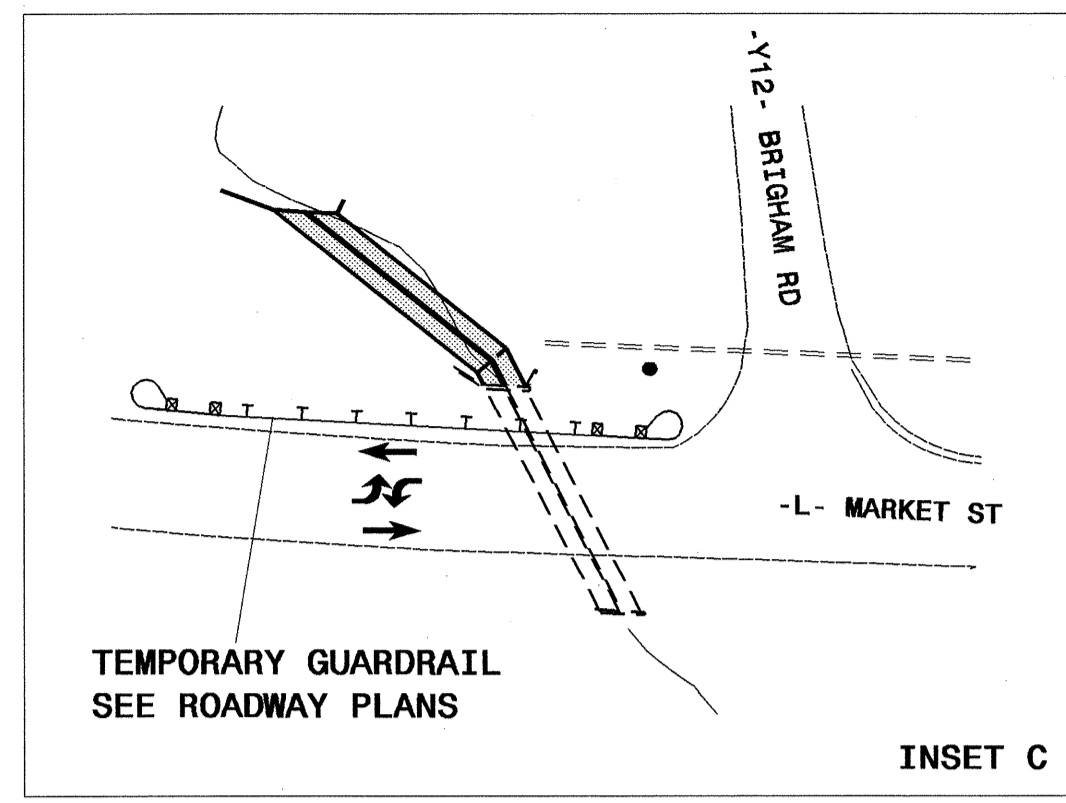 -Y12- BRIGHAM RD
-L- MARKET ST
TEMPORARY GUARDRAIL
SEE ROADWAY PLANS
INSET C